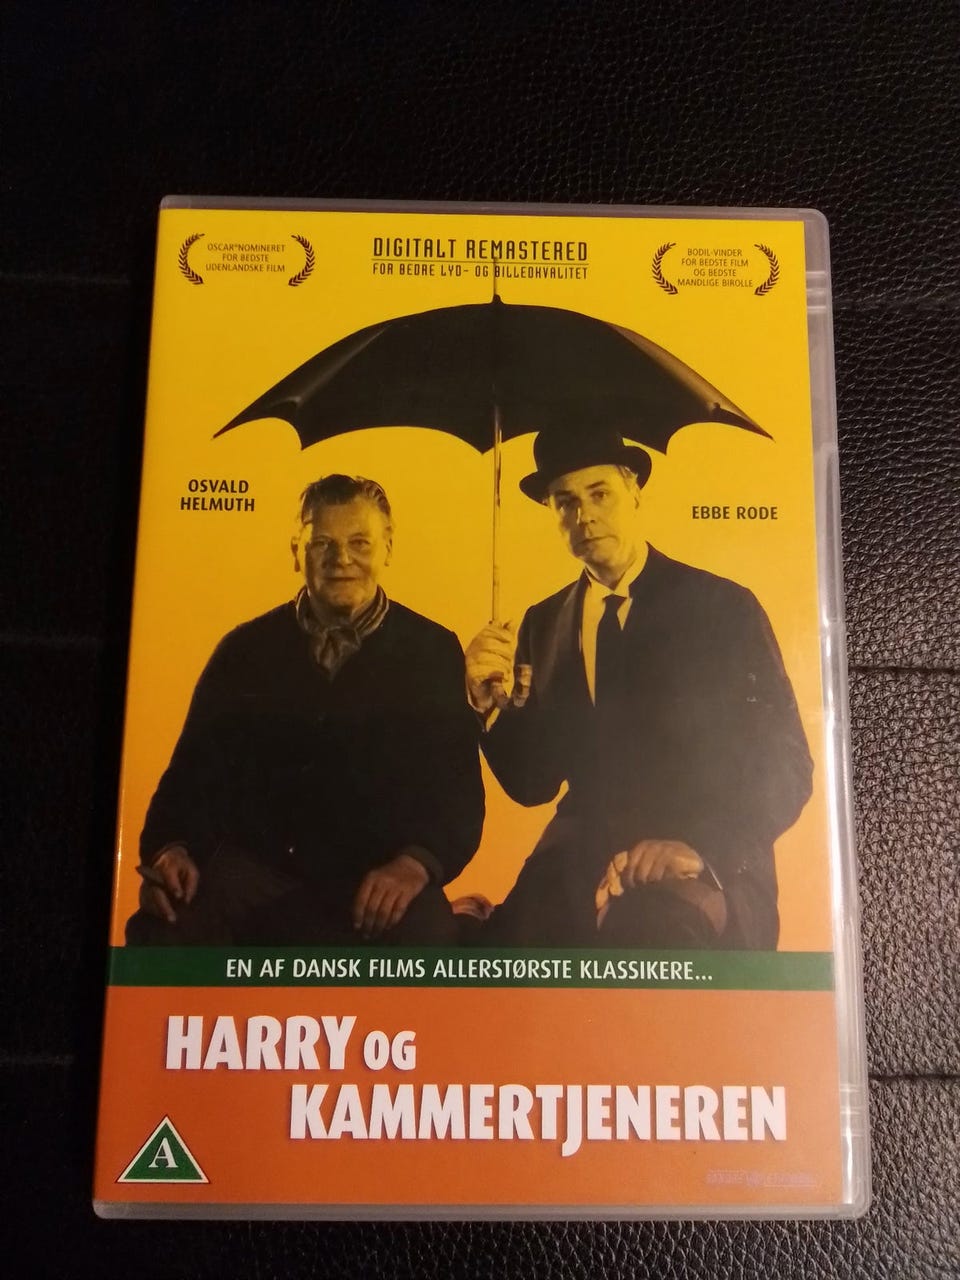 OSCAR®NOMINERET
FOR BEDSTE
UDENLANDSKE FILM
DIGITALT REMASTERED
FOR BEDRE LYD- OG BILLEDKVALITET
BODIL-VINDER
FOR BEDSTE FILM
OG BEDSTE
MANDLIGE BIROLLE
OSVALD
HELMUTH
EBBE RODE
EN AF DANSK FILMS ALLERSTØRSTE KLASSIKERE...
HARRY OG
KAMMERTJENEREN
A